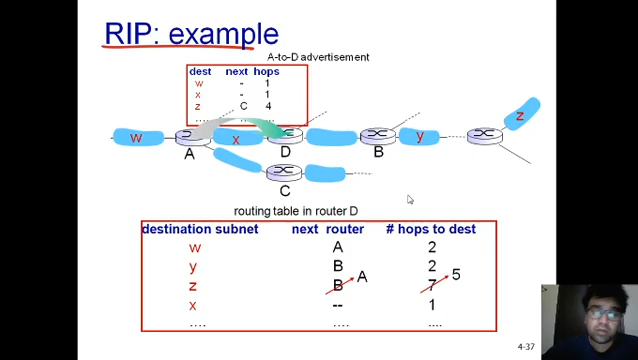 RIP: example
A-to-D advertisement
dest next hops
w - 1
x - 1
z C 4
.... ... ...
w
A
x
D
B
y
z
C
routing table in router D
destination subnet next router # hops to dest
w A 2
y B 2
z B A 7 5
x -- 1
.... .... ....
4-37